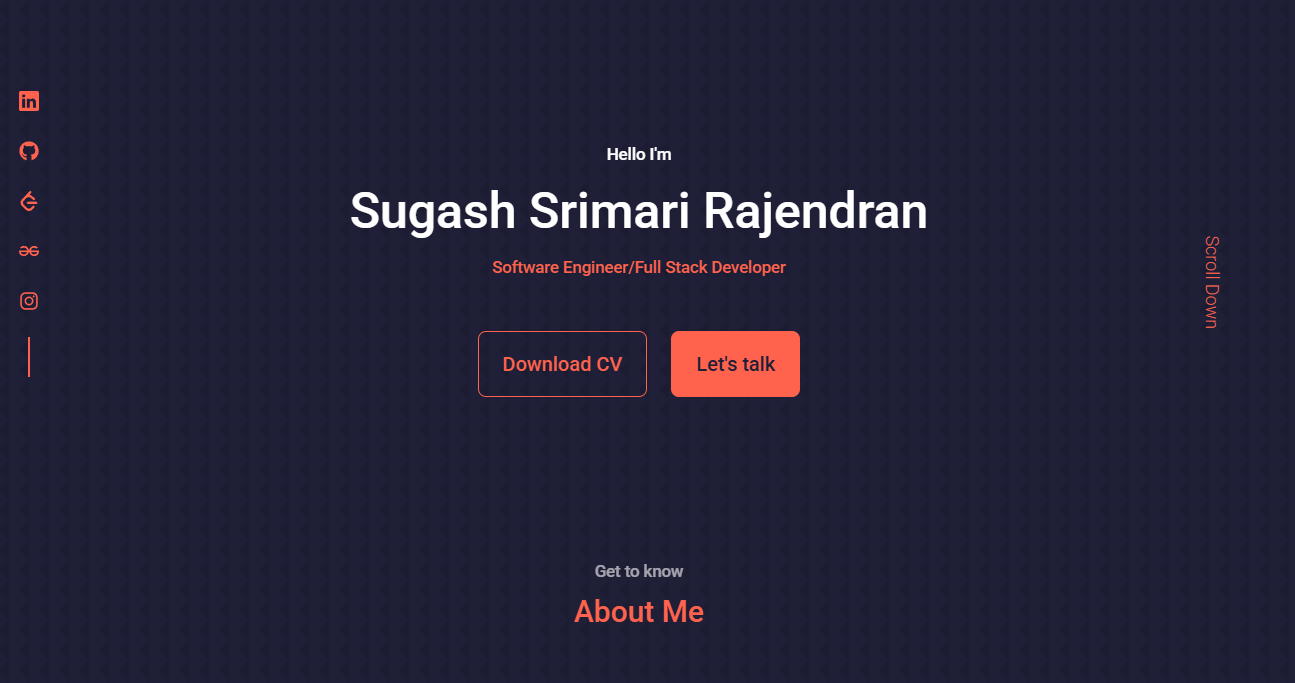 Hello I'm
Sugash Srimari Rajendran
Software Engineer/Full Stack Developer
Download CV
Let's talk
Scroll Down
Get to know
About Me